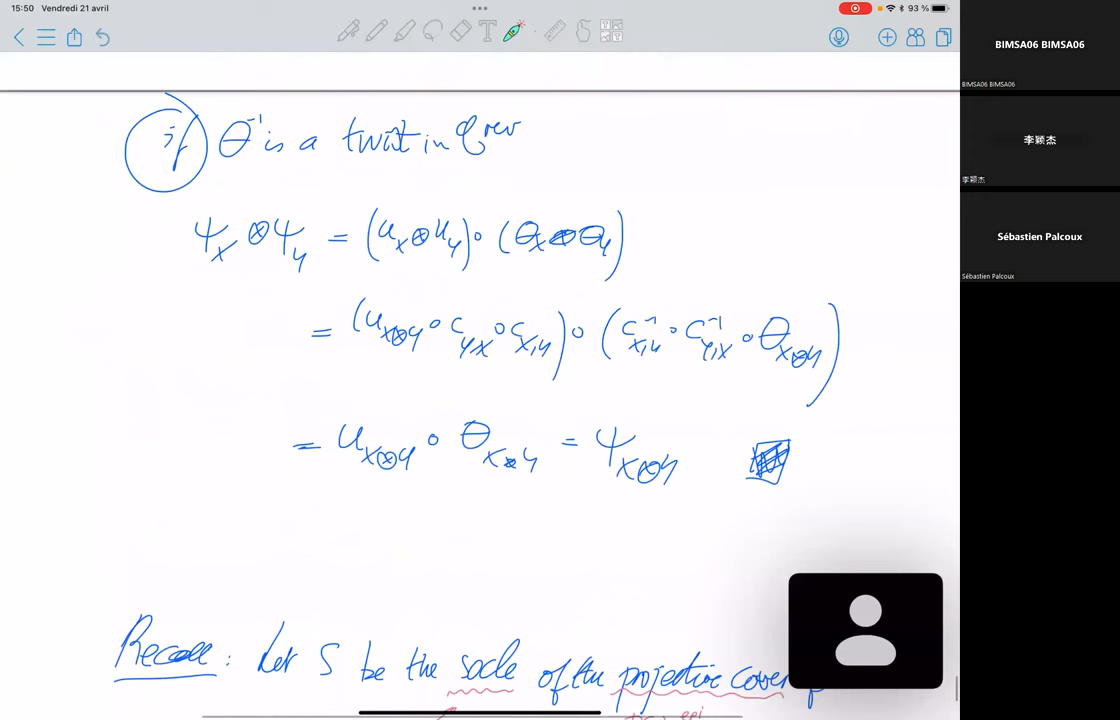 15:50 Vendredi 21 avril
93 %
BIMSA06 BIMSA06
BIMSA06 BIMSA06
李颖杰
李颖杰
Sébastien Palcoux
Sébastien Palcoux
if θ⁻¹ is a twist in 𝒞^rev
Ψ_X ⊗ Ψ_Y = (u_X ⊗ u_Y) ∘ (θ_X ⊗ θ_Y)
= (u_{X⊗Y} ∘ c_{Y,X} ∘ c_{X,Y}) ∘ (c⁻¹_{X,Y} ∘ c⁻¹_{Y,X} ∘ θ_{X⊗Y})
= u_{X⊗Y} ∘ θ_{X⊗Y} = Ψ_{X⊗Y}
Recall: Let S be the socle of the projective cover
epi